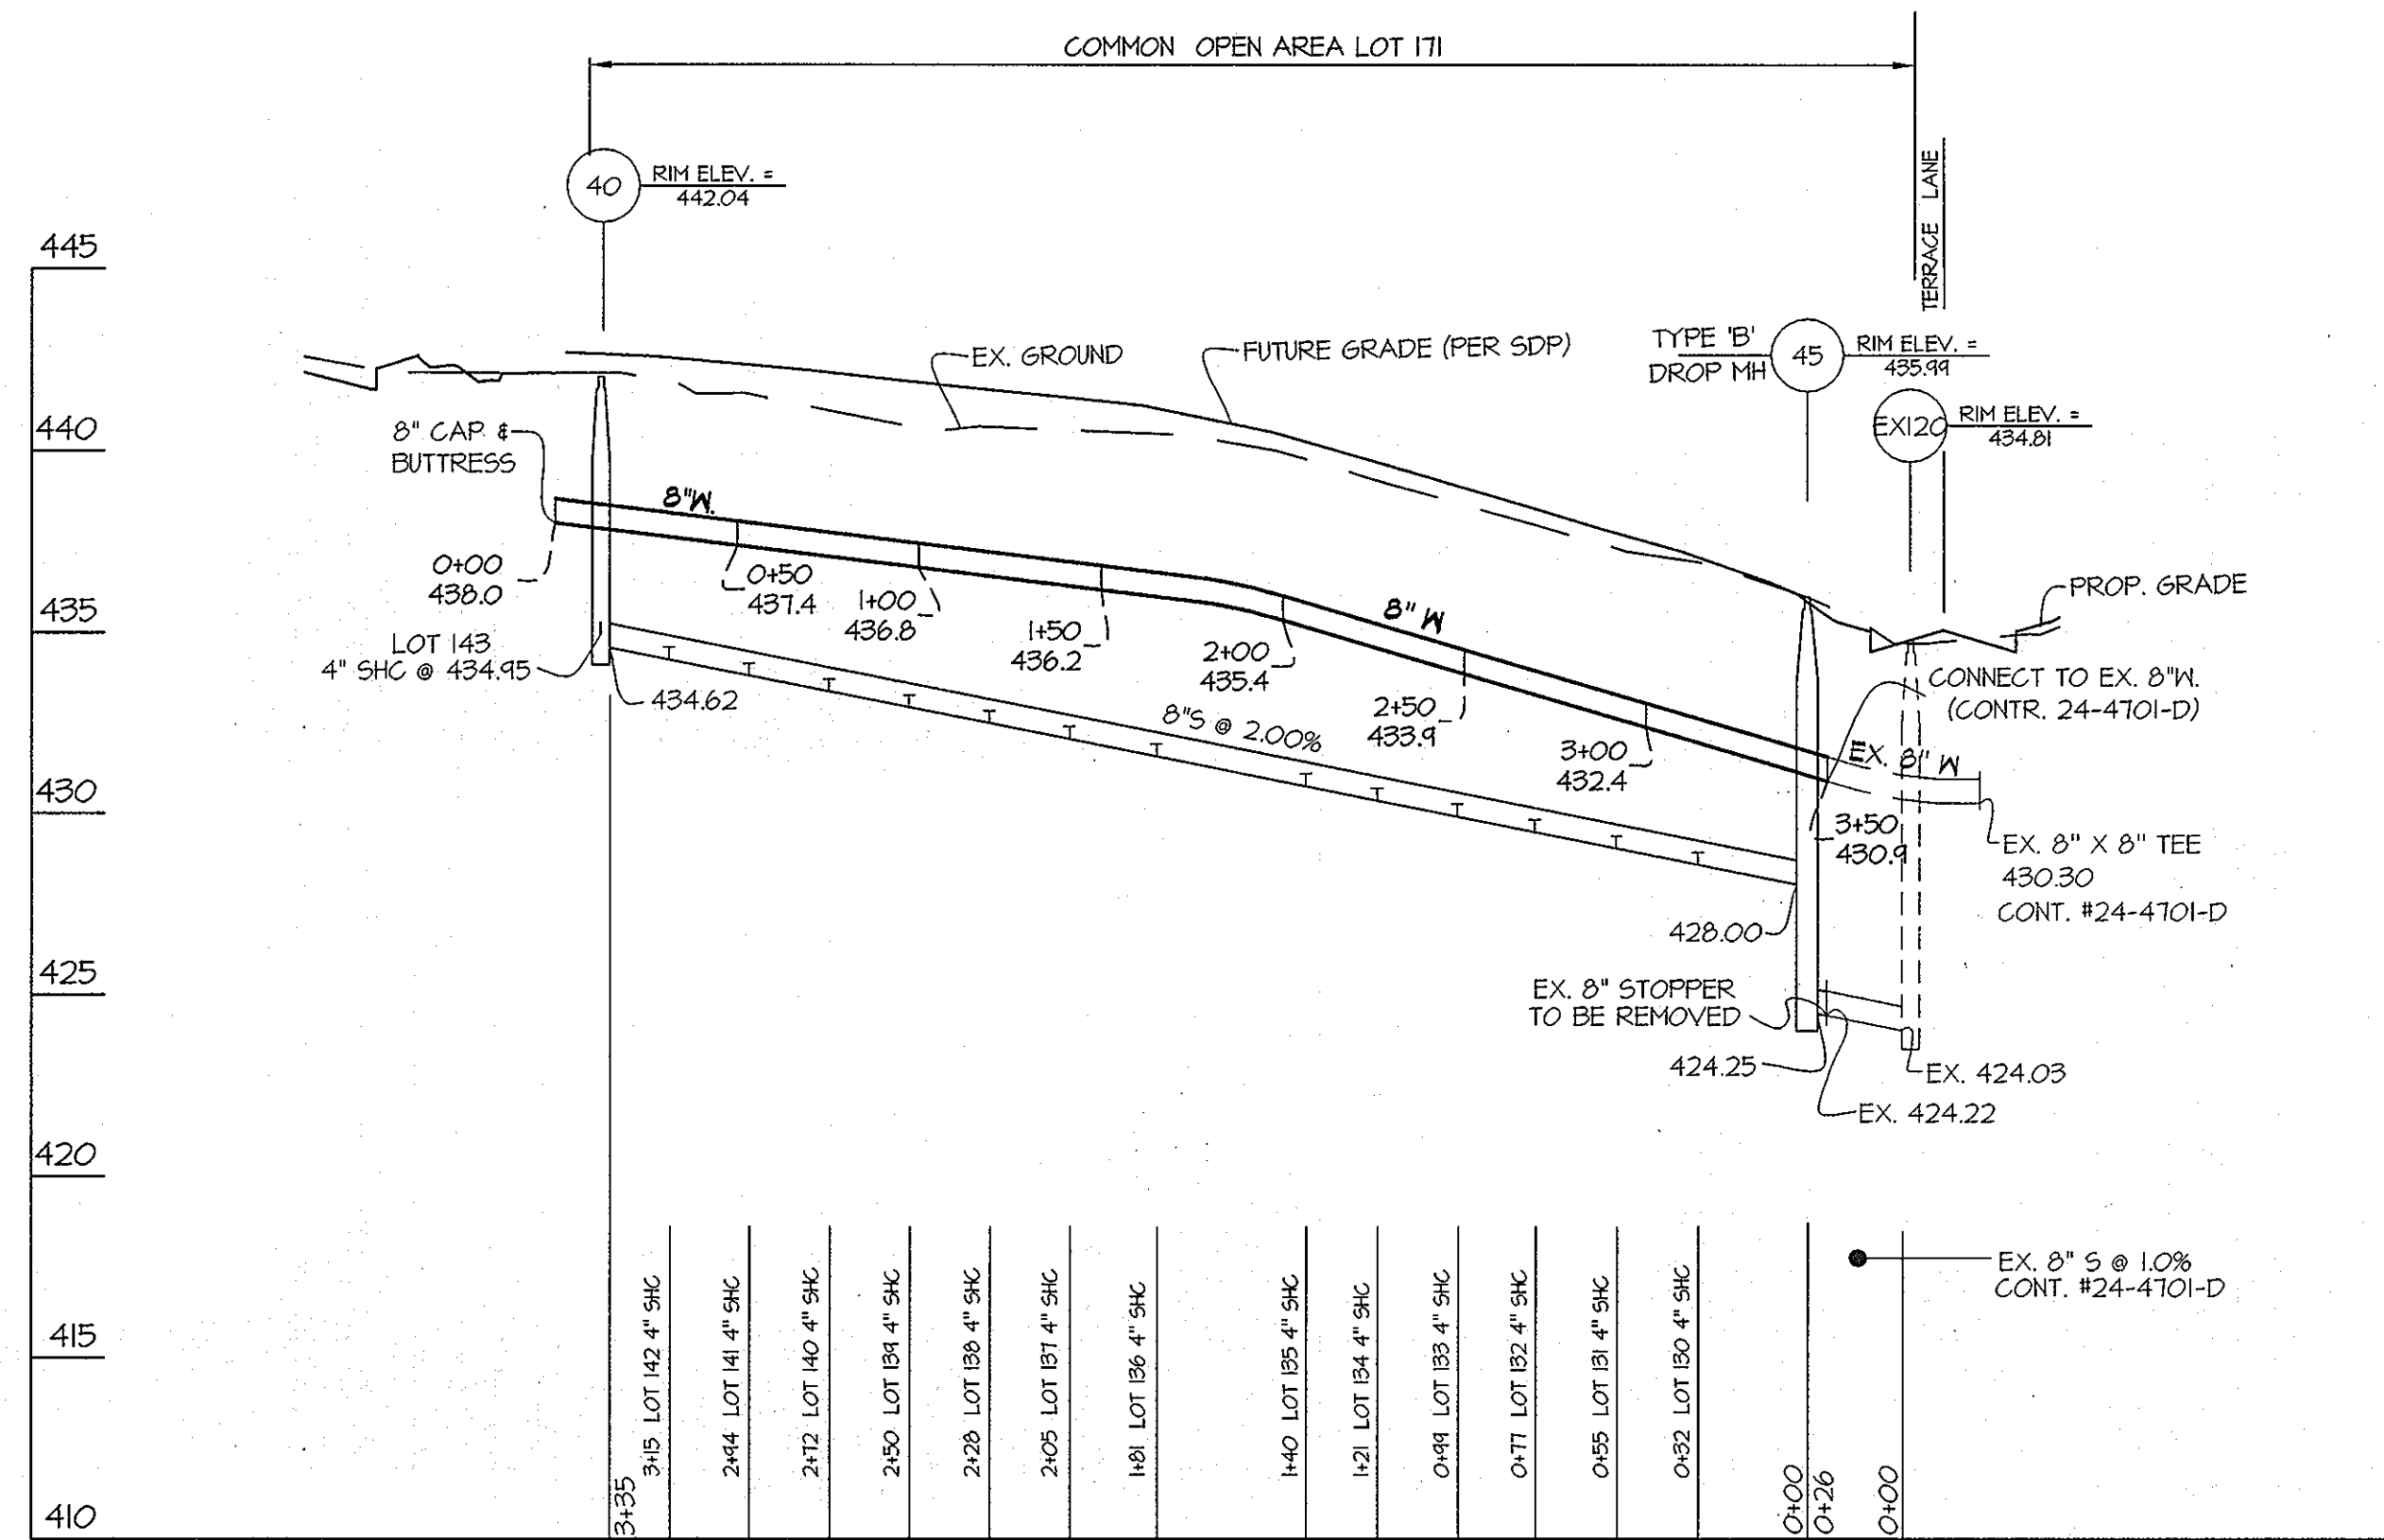 COMMON OPEN AREA LOT 171
TERRACE LANE
40
RIM ELEV. =
442.04
445
440
435
430
425
420
415
410
EX. GROUND
FUTURE GRADE (PER SDP)
TYPE 'B'
DROP MH
45
RIM ELEV. =
435.99
EX120
RIM ELEV. =
434.81
8" CAP &
BUTTRESS
8"W.
8" W
0+00
438.0
0+50
437.4
1+00
436.8
1+50
436.2
2+00
435.4
2+50
433.9
3+00
432.4
3+50
430.9
PROP. GRADE
LOT 143
4" SHC @ 434.95
434.62
8"S @ 2.00%
CONNECT TO EX. 8"W.
(CONTR. 24-4701-D)
EX. 8" W
EX. 8" X 8" TEE
430.30
CONT. #24-4701-D
428.00
EX. 8" STOPPER
TO BE REMOVED
424.25
EX. 424.03
EX. 424.22
3+35
3+15 LOT 142 4" SHC
2+94 LOT 141 4" SHC
2+72 LOT 140 4" SHC
2+50 LOT 139 4" SHC
2+28 LOT 138 4" SHC
2+05 LOT 137 4" SHC
1+81 LOT 136 4" SHC
1+40 LOT 135 4" SHC
1+21 LOT 134 4" SHC
0+99 LOT 133 4" SHC
0+77 LOT 132 4" SHC
0+55 LOT 131 4" SHC
0+32 LOT 130 4" SHC
0+00
0+26
0+00
EX. 8" S @ 1.0%
CONT. #24-4701-D